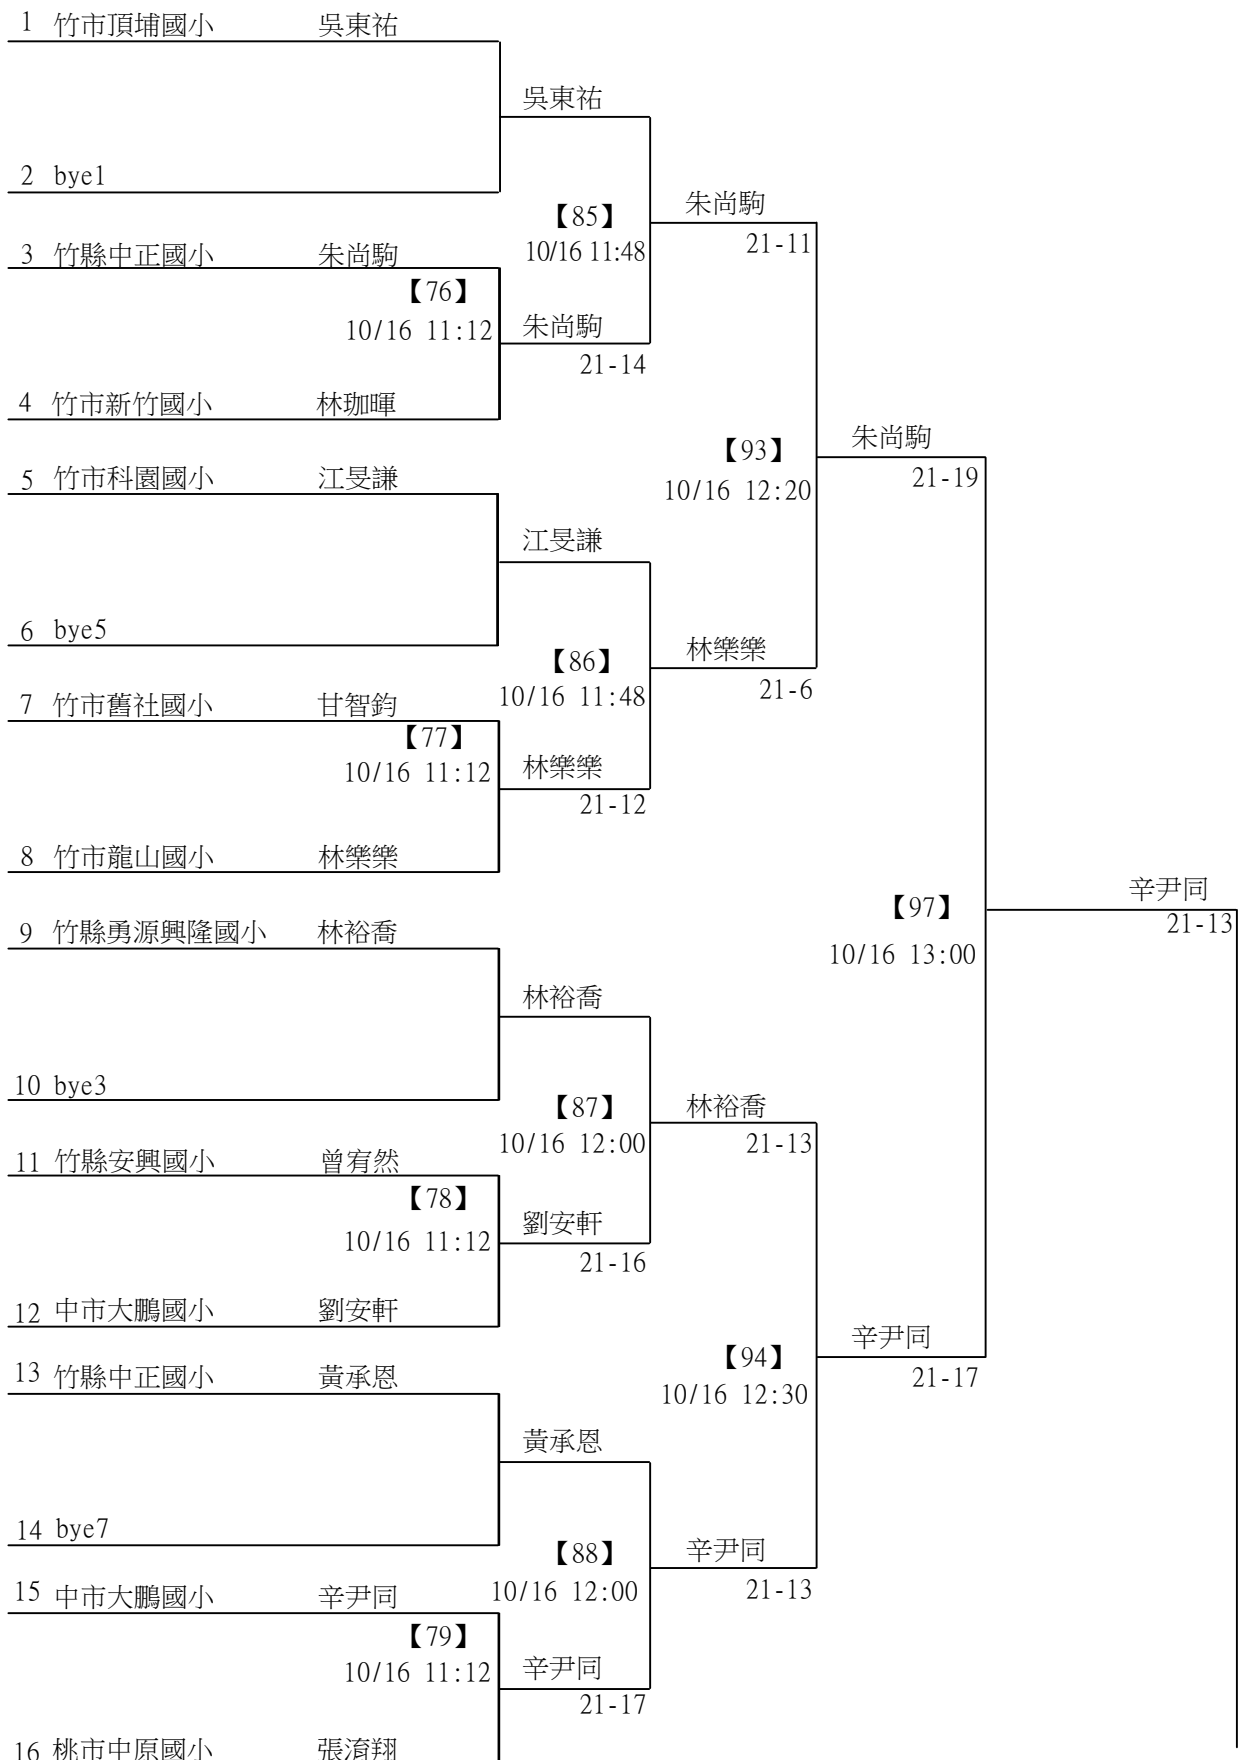 1 竹市頂埔國小 吳東祐
吳東祐
2 bye1
朱尚駒
【85】
21-11
3 竹縣中正國小 朱尚駒
10/16 11:48
【76】
10/16 11:12
朱尚駒
21-14
4 竹市新竹國小 林珈暉
朱尚駒
【93】
21-19
5 竹市科園國小 江旻謙
10/16 12:20
江旻謙
6 bye5
林樂樂
【86】
21-6
7 竹市舊社國小 甘智鈞
10/16 11:48
【77】
10/16 11:12
林樂樂
21-12
8 竹市龍山國小 林樂樂
辛尹同
【97】
21-13
9 竹縣勇源興隆國小 林裕喬
10/16 13:00
林裕喬
10 bye3
林裕喬
【87】
21-13
10/16 12:00
11 竹縣安興國小 曾宥然
【78】
10/16 11:12
劉安軒
21-16
12 中市大鵬國小 劉安軒
辛尹同
【94】
21-17
13 竹縣中正國小 黃承恩
10/16 12:30
黃承恩
14 bye7
辛尹同
【88】
21-13
15 中市大鵬國小 辛尹同
10/16 12:00
【79】
10/16 11:12
辛尹同
21-17
16 桃市中原國小 張淯翔